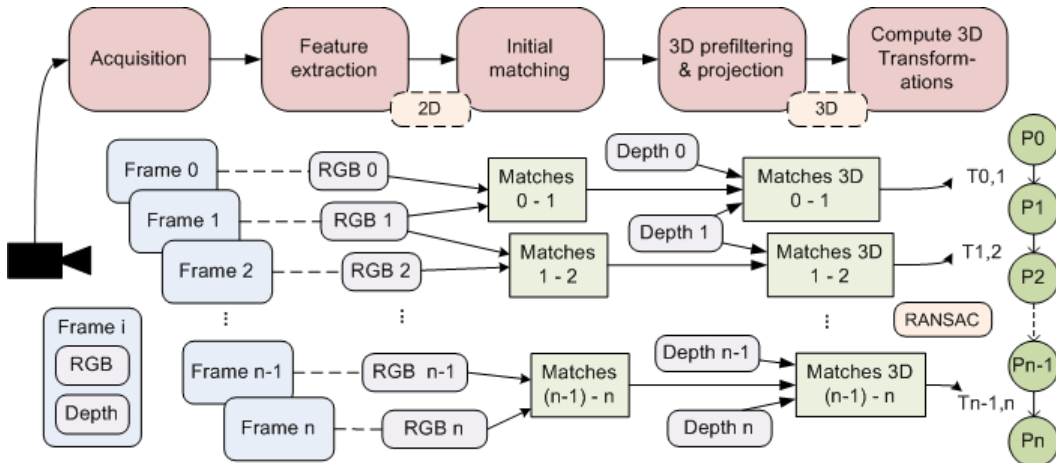 Acquisition
Feature
extraction
Initial
matching
3D prefiltering
& projection
Compute 3D
Transform-
ations
2D
3D
Frame 0
RGB 0
Matches
0 - 1
Depth 0
Matches 3D
0 - 1
T0,1
P0
Frame 1
RGB 1
Depth 1
P1
Frame 2
RGB 2
Matches
1 - 2
Matches 3D
1 - 2
T1,2
P2
...
...
...
RANSAC
Frame i
RGB
Depth
Frame n-1
RGB n-1
Matches
(n-1) - n
Depth n-1
Matches 3D
(n-1) - n
Tn-1,n
Pn-1
Frame n
RGB n
Depth n
Pn